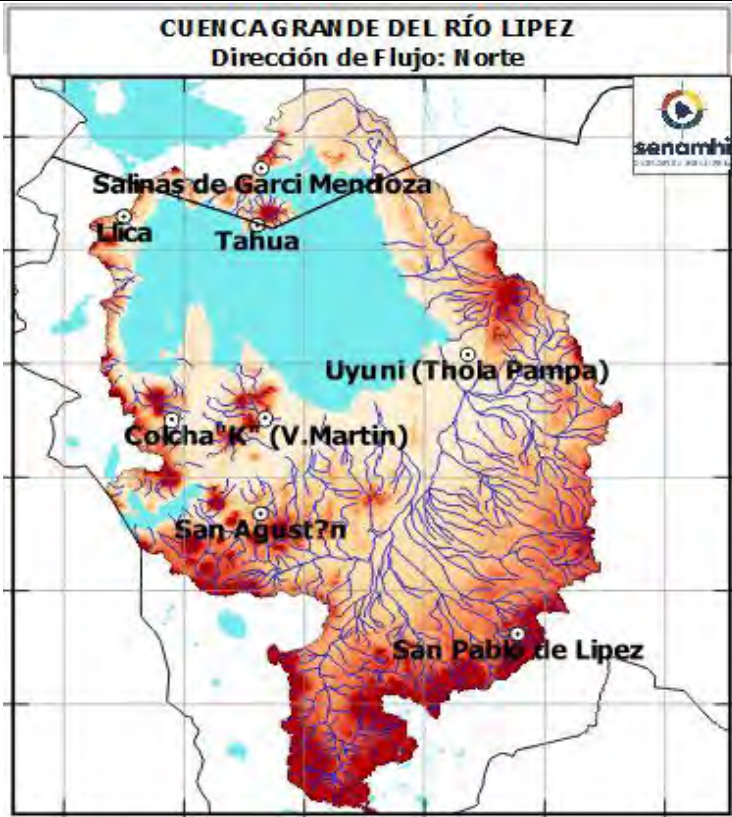 CUENCA GRANDE DEL RÍO LIPEZ
Dirección de Flujo: Norte
senamhi
Salinas de Garci Mendoza
Llica
Tahua
Uyuni (Thola Pampa)
Colcha"K" (V.Martin)
San Agust?n
San Pablo de Lipez